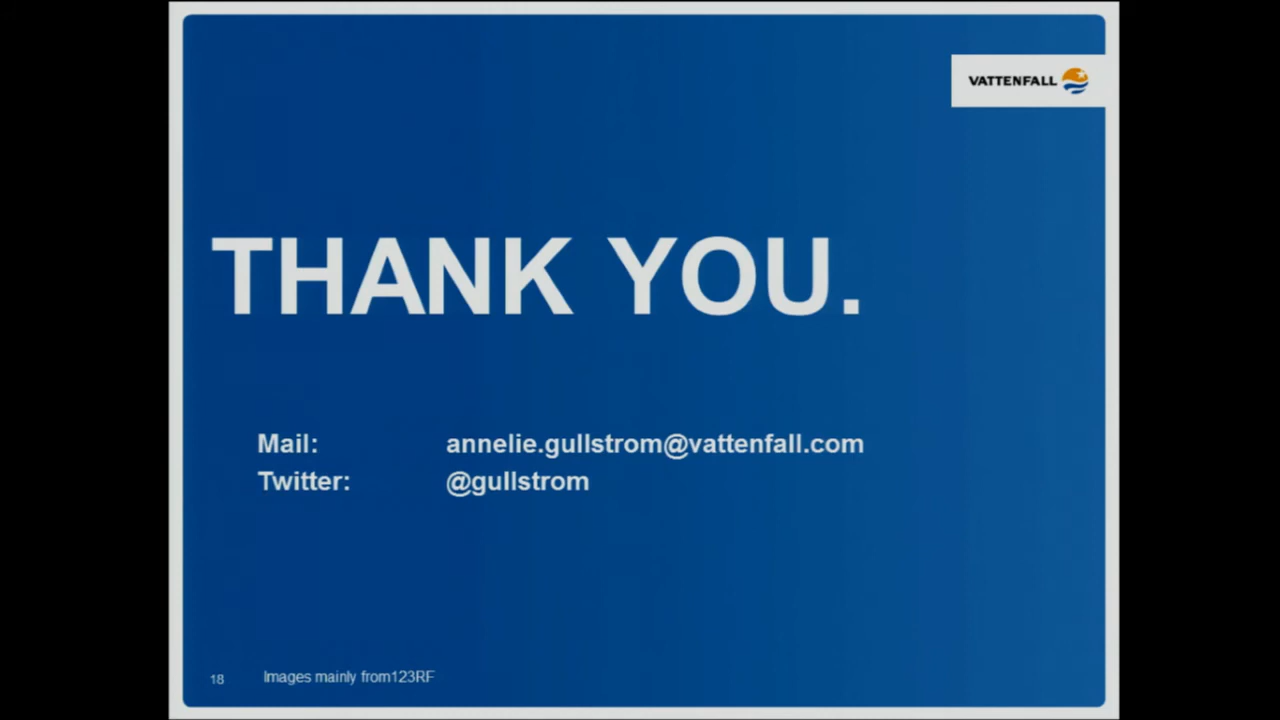 VATTENFALL
THANK YOU.
Mail: annelie.gullstrom@vattenfall.com
Twitter: @gullstrom
18 Images mainly from123RF